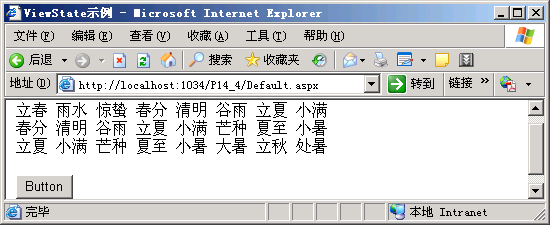 ViewState示例 - Microsoft Internet Explorer
文件(F) 编辑(E) 查看(V) 收藏(A) 工具(T) 帮助(H)
后退 搜索 收藏夹
地址(D) http://localhost:1034/P14_4/Default.aspx 转到 链接 »
立春 雨水 惊蛰 春分 清明 谷雨 立夏 小满
春分 清明 谷雨 立夏 小满 芒种 夏至 小暑
立夏 小满 芒种 夏至 小暑 大暑 立秋 处暑
Button
完毕 本地 Intranet